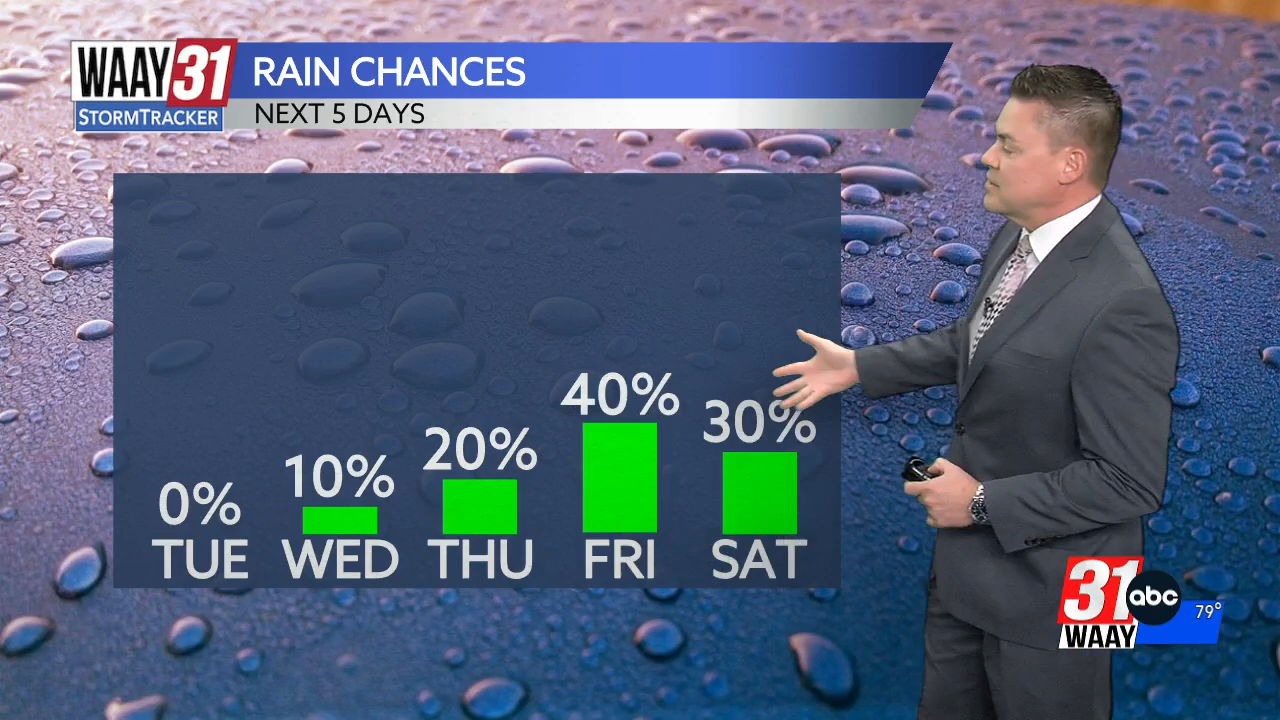 WAAY 31
STORMTRACKER
RAIN CHANCES
NEXT 5 DAYS
0% 10% 20% 40% 30%
TUE WED THU FRI SAT
31 abc
WAAY
79°